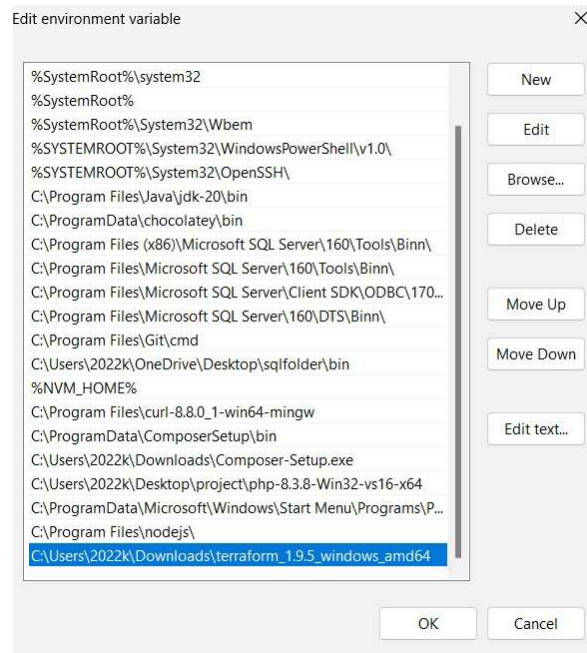 Edit environment variable
%SystemRoot%\system32
%SystemRoot%
%SystemRoot%\System32\Wbem
%SYSTEMROOT%\System32\WindowsPowerShell\v1.0\
%SYSTEMROOT%\System32\OpenSSH\
C:\Program Files\Java\jdk-20\bin
C:\ProgramData\chocolatey\bin
C:\Program Files (x86)\Microsoft SQL Server\160\Tools\Binn\
C:\Program Files\Microsoft SQL Server\160\Tools\Binn\
C:\Program Files\Microsoft SQL Server\Client SDK\ODBC\170...
C:\Program Files\Microsoft SQL Server\160\DTS\Binn\
C:\Program Files\Git\cmd
C:\Users\2022k\OneDrive\Desktop\sqlfolder\bin
%NVM_HOME%
C:\Program Files\curl-8.8.0_1-win64-mingw
C:\ProgramData\ComposerSetup\bin
C:\Users\2022k\Downloads\Composer-Setup.exe
C:\Users\2022k\Desktop\project\php-8.3.8-Win32-vs16-x64
C:\ProgramData\Microsoft\Windows\Start Menu\Programs\P...
C:\Program Files\nodejs\
C:\Users\2022k\Downloads\terraform_1.9.5_windows_amd64
New
Edit
Browse...
Delete
Move Up
Move Down
Edit text...
OK
Cancel